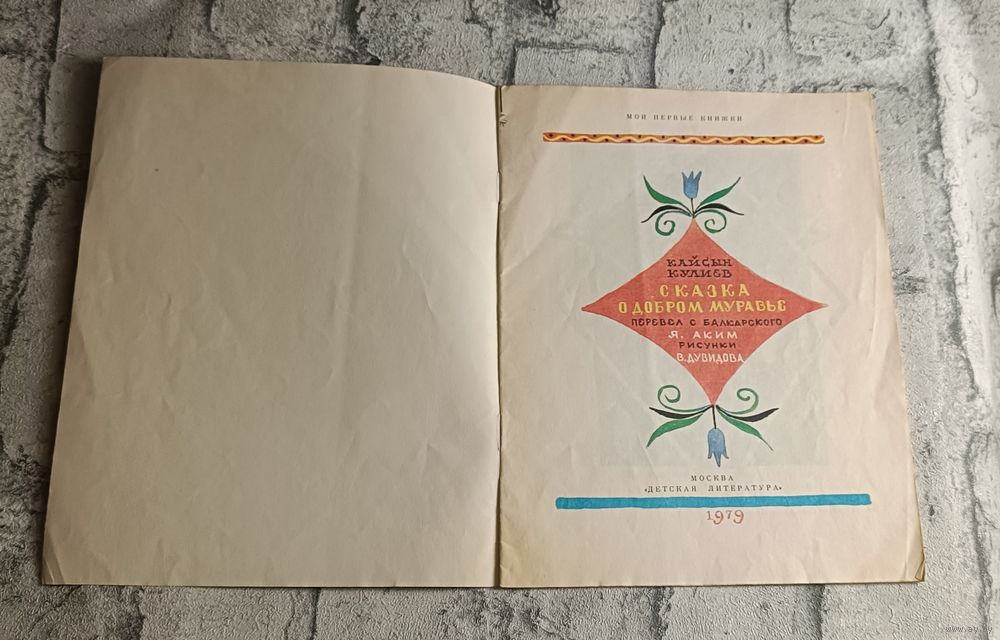 МОИ ПЕРВЫЕ КНИЖКИ
КАЙСЫН
КУЛИЕВ
СКАЗКА
О ДОБРОМ МУРАВЬЕ
ПЕРЕВЕЛ С БАЛКАРСКОГО
Я. АКИМ
РИСУНКИ
В. ДУВИДОВА
МОСКВА
«ДЕТСКАЯ ЛИТЕРАТУРА»
1979